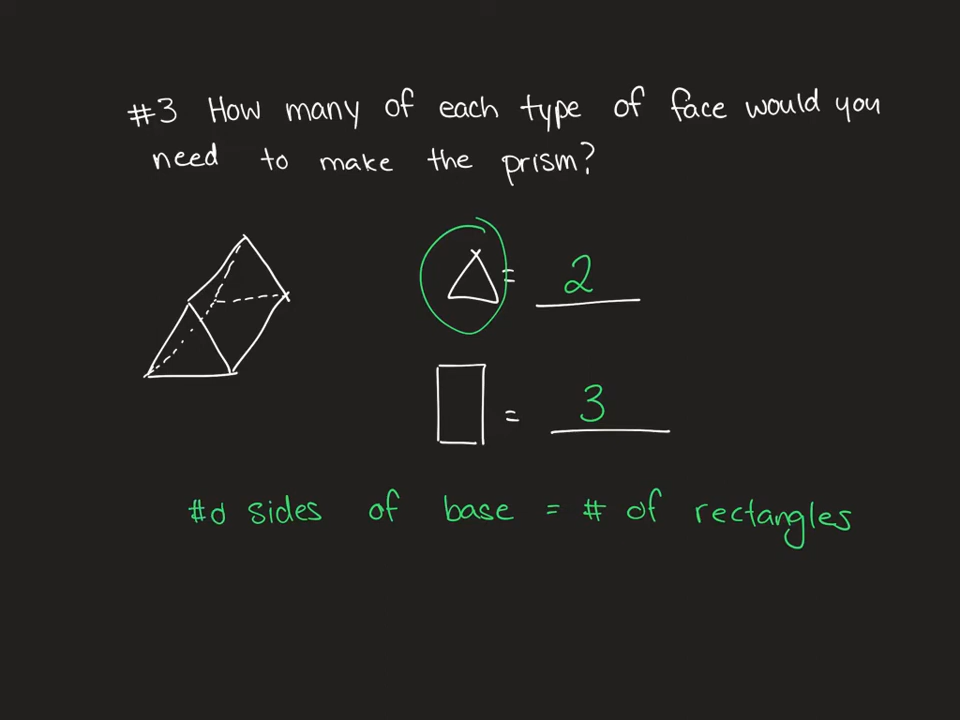 #3 How many of each type of face would you
need to make the prism?
= 2
= 3
#o sides of base = # of rectangles